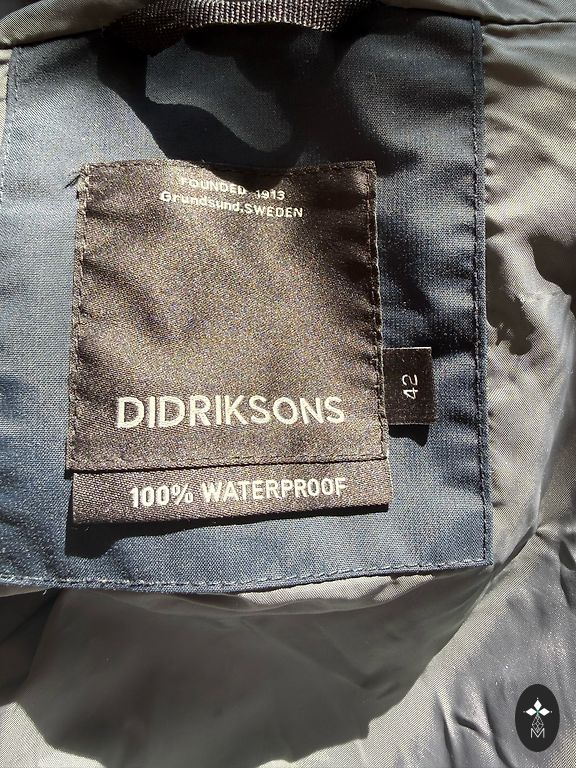 FOUNDED 1913
Grundsund, SWEDEN
DIDRIKSONS
42
100% WATERPROOF
M